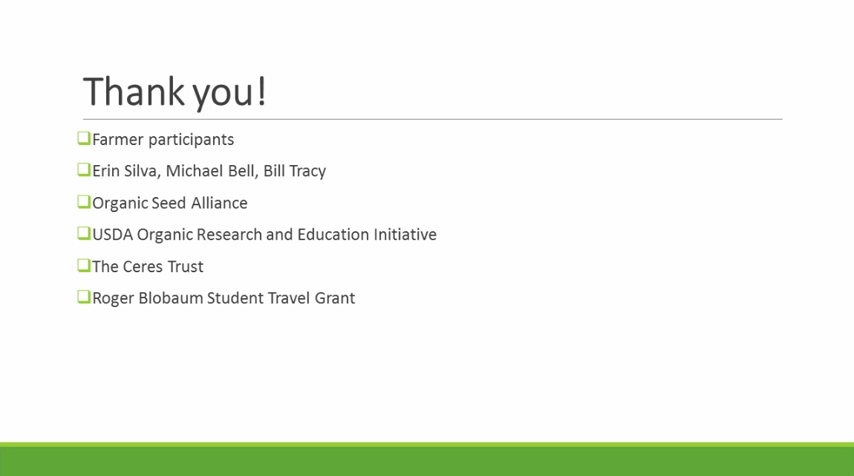 Thank you!
Farmer participants
Erin Silva, Michael Bell, Bill Tracy
Organic Seed Alliance
USDA Organic Research and Education Initiative
The Ceres Trust
Roger Blobaum Student Travel Grant